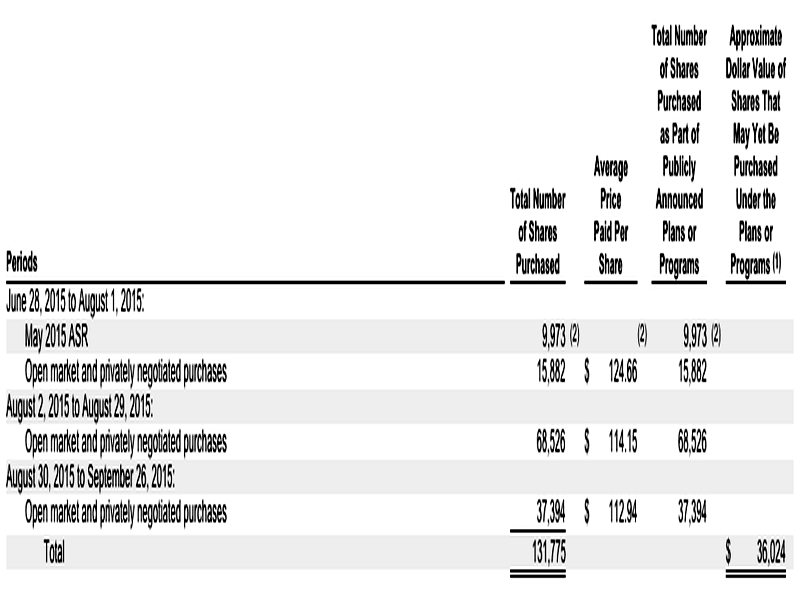 Total Number Approximate
of Shares Dollar Value of
Purchased Shares That
as Part of May Yet Be
Average Publicly Purchased
Total Number Price Announced Under the
of Shares Paid Per Plans or Plans or
Periods Purchased Share Programs Programs (1)
June 28, 2015 to August 1, 2015:
May 2015 ASR 9,973 (2) (2) 9,973 (2)
Open market and privately negotiated purchases 15,882 $ 124.66 15,882
August 2, 2015 to August 29, 2015:
Open market and privately negotiated purchases 68,526 $ 114.15 68,526
August 30, 2015 to September 26, 2015:
Open market and privately negotiated purchases 37,394 $ 112.94 37,394
Total 131,775 $ 36,024